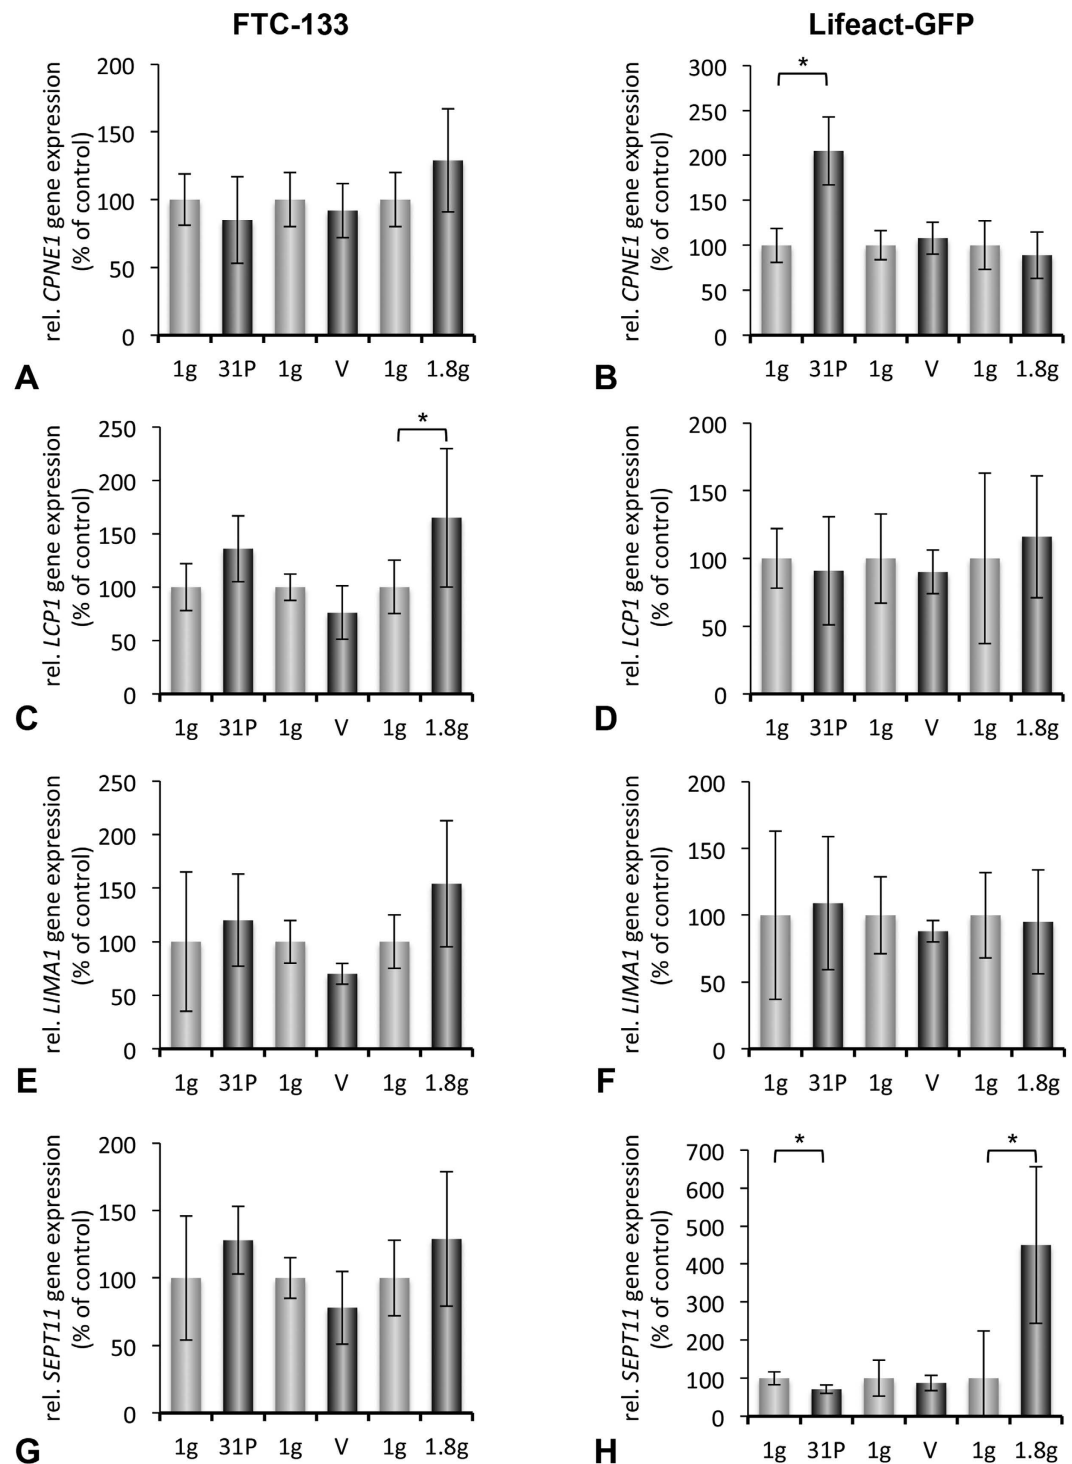 FTC-133
Lifeact-GFP
rel. CPNE1 gene expression
(% of control)
200
150
100
50
0
1g 31P 1g V 1g 1.8g
A
rel. CPNE1 gene expression
(% of control)
300
250
200
150
100
50
0
*
1g 31P 1g V 1g 1.8g
B
rel. LCP1 gene expression
(% of control)
250
200
150
100
50
0
*
1g 31P 1g V 1g 1.8g
C
rel. LCP1 gene expression
(% of control)
200
150
100
50
0
1g 31P 1g V 1g 1.8g
D
rel. LIMA1 gene expression
(% of control)
250
200
150
100
50
0
1g 31P 1g V 1g 1.8g
E
rel. LIMA1 gene expression
(% of control)
200
150
100
50
0
1g 31P 1g V 1g 1.8g
F
rel. SEPT11 gene expression
(% of control)
200
150
100
50
0
1g 31P 1g V 1g 1.8g
G
rel. SEPT11 gene expression
(% of control)
700
600
500
400
300
200
100
0
* *
1g 31P 1g V 1g 1.8g
H